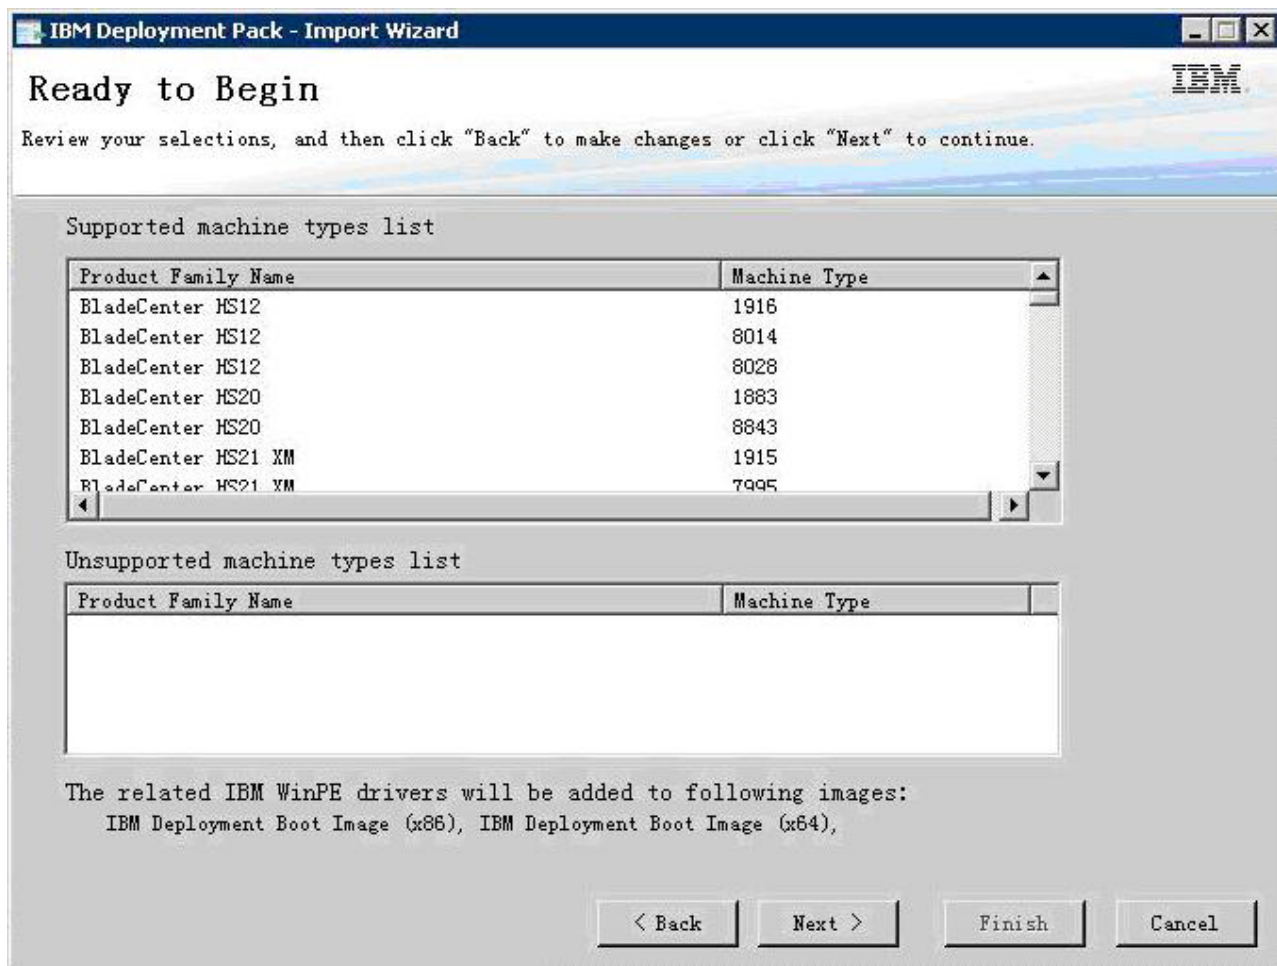 IBM Deployment Pack - Import Wizard
Ready to Begin
IBM
Review your selections, and then click "Back" to make changes or click "Next" to continue.
Supported machine types list
Product Family Name Machine Type
BladeCenter HS12 1916
BladeCenter HS12 8014
BladeCenter HS12 8028
BladeCenter HS20 1883
BladeCenter HS20 8843
BladeCenter HS21 XM 1915
BladeCenter HS21 XM 7995
Unsupported machine types list
Product Family Name Machine Type
The related IBM WinPE drivers will be added to following images:
IBM Deployment Boot Image (x86), IBM Deployment Boot Image (x64),
< Back Next > Finish Cancel